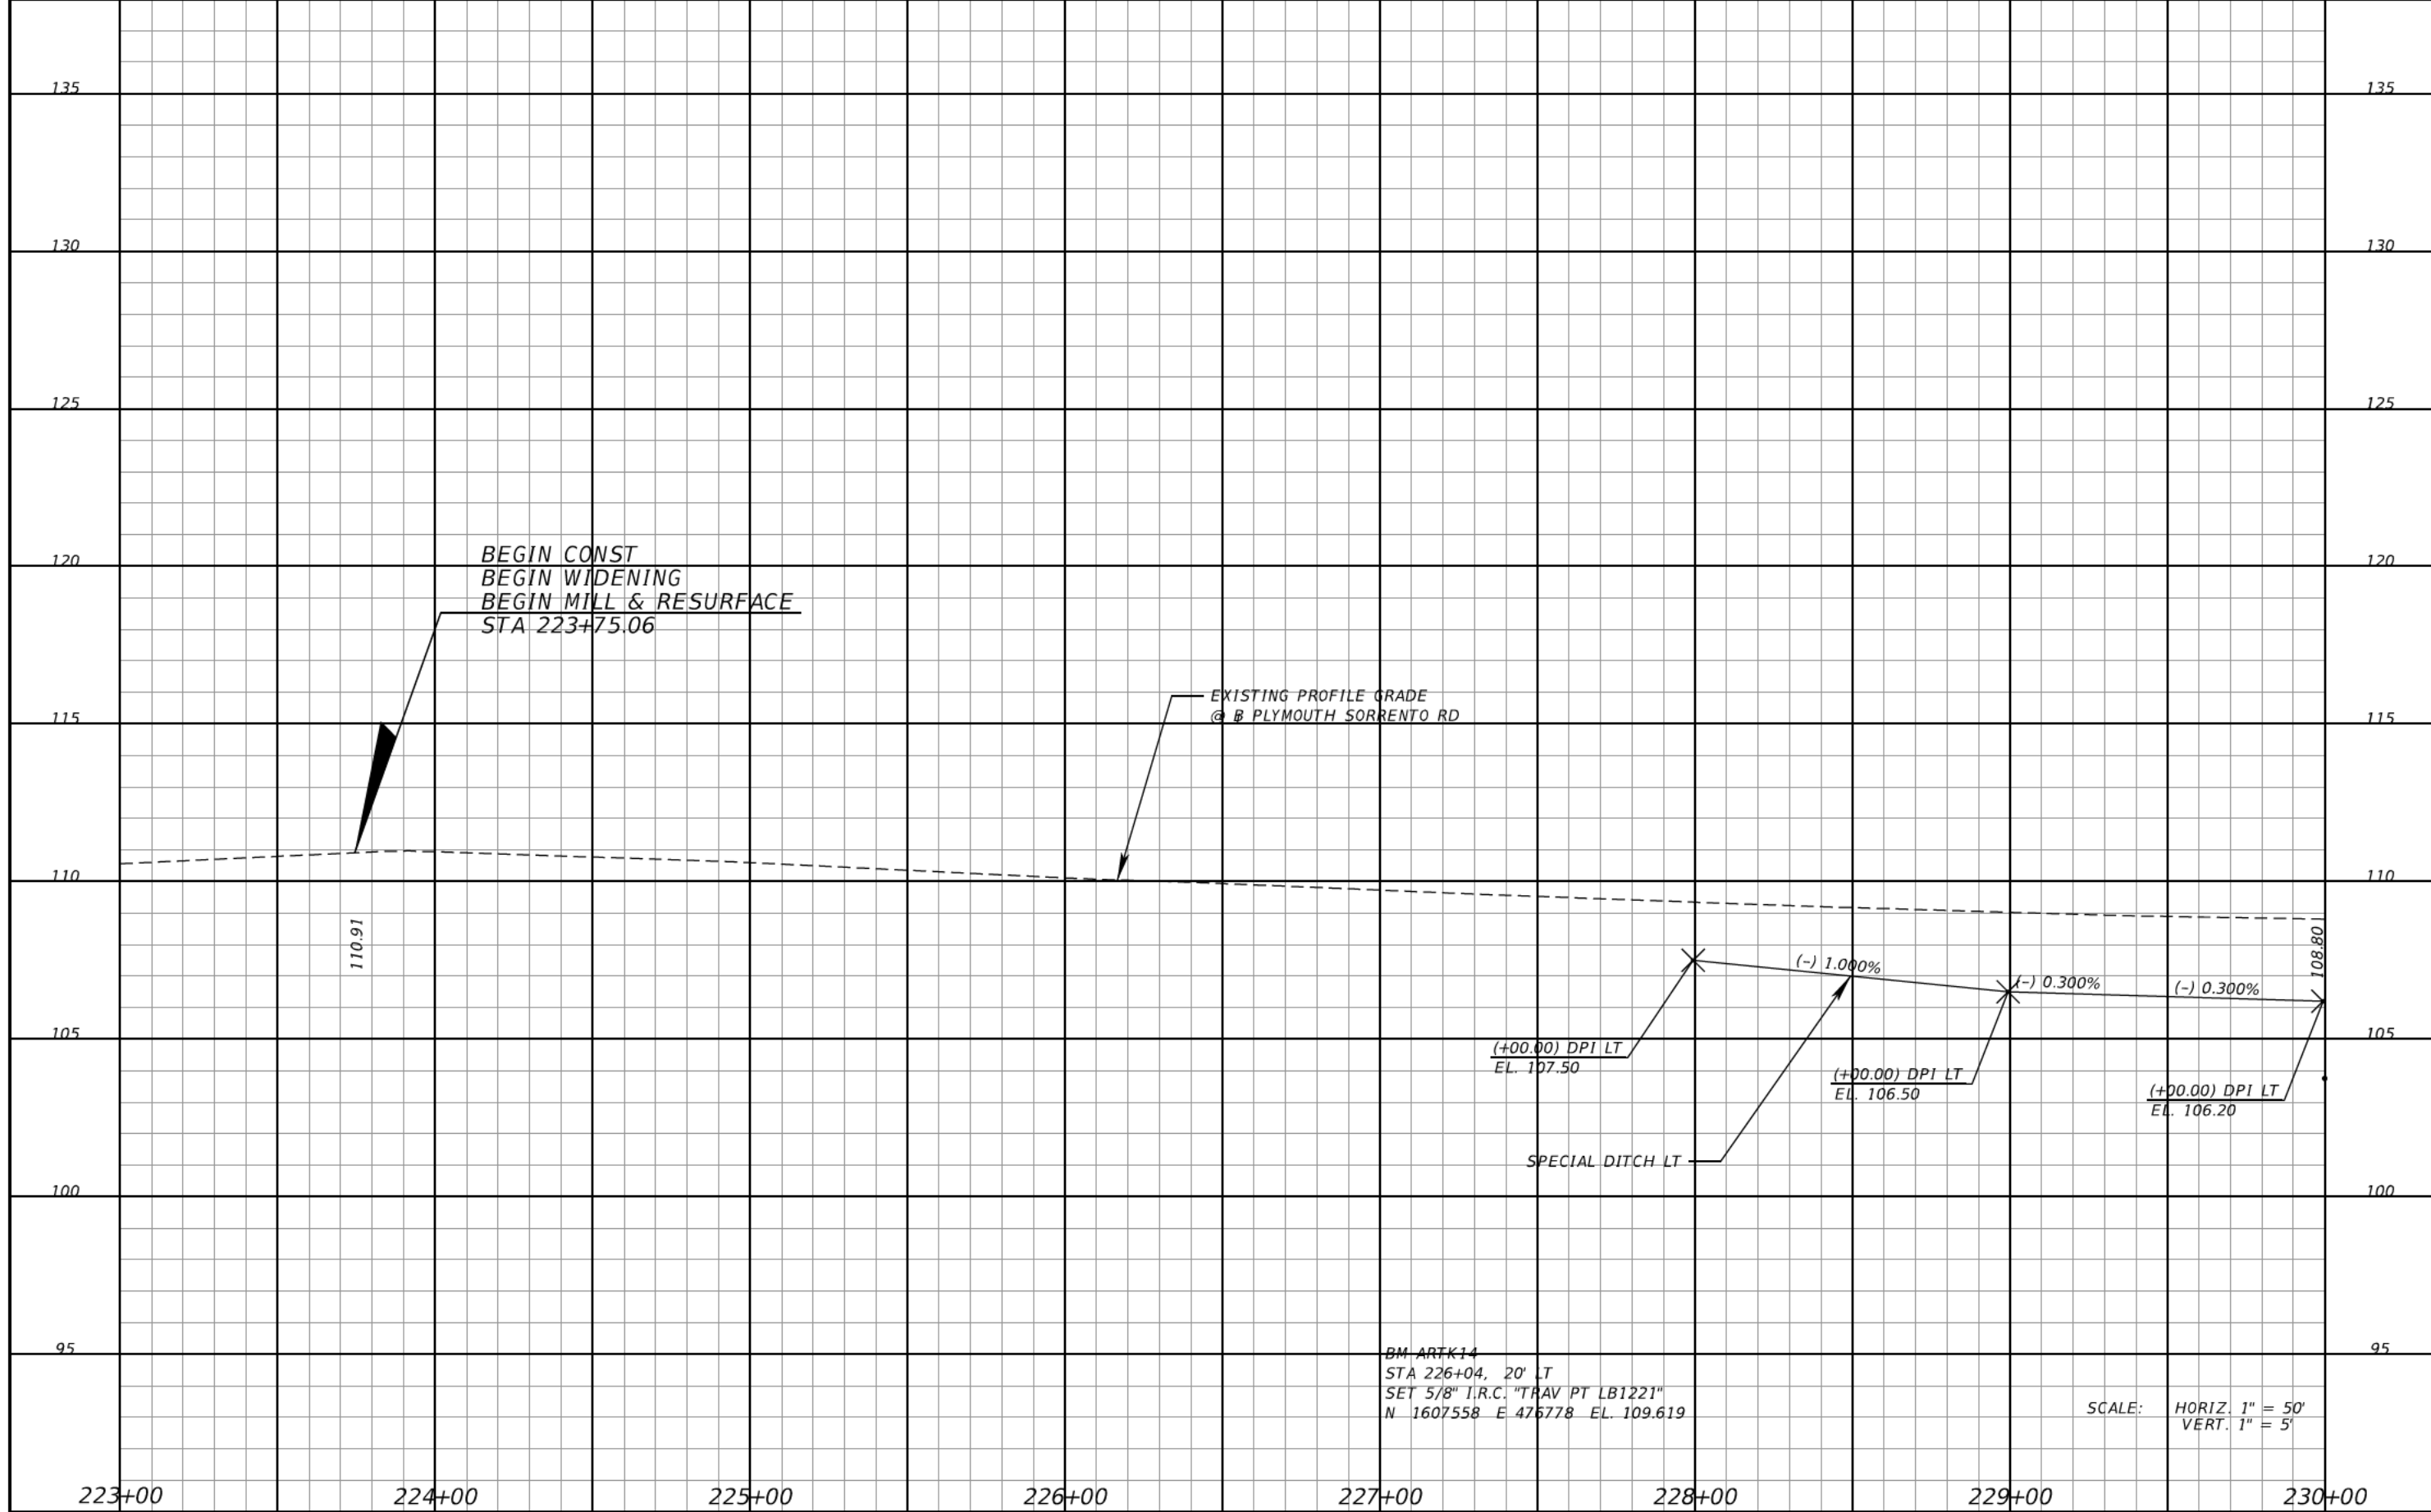 135 135
130 130
125 125
120 120
BEGIN CONST
BEGIN WIDENING
BEGIN MILL & RESURFACE
STA 223+75.06
115 115
EXISTING PROFILE GRADE
@ B PLYMOUTH SORRENTO RD
110 110
110.91
108.80
(-) 1.000%
(-) 0.300%
(-) 0.300%
105 105
(+00.00) DPI LT
EL. 107.50
(+00.00) DPI LT
EL. 106.50
(+00.00) DPI LT
EL. 106.20
SPECIAL DITCH LT
100 100
95 95
BM ARTK14
STA 226+04, 20' LT
SET 5/8" I.R.C. "TRAV PT LB1221"
N 1607558 E 476778 EL. 109.619
SCALE: HORIZ. 1" = 50'
VERT. 1" = 5'
223+00 224+00 225+00 226+00 227+00 228+00 229+00 230+00